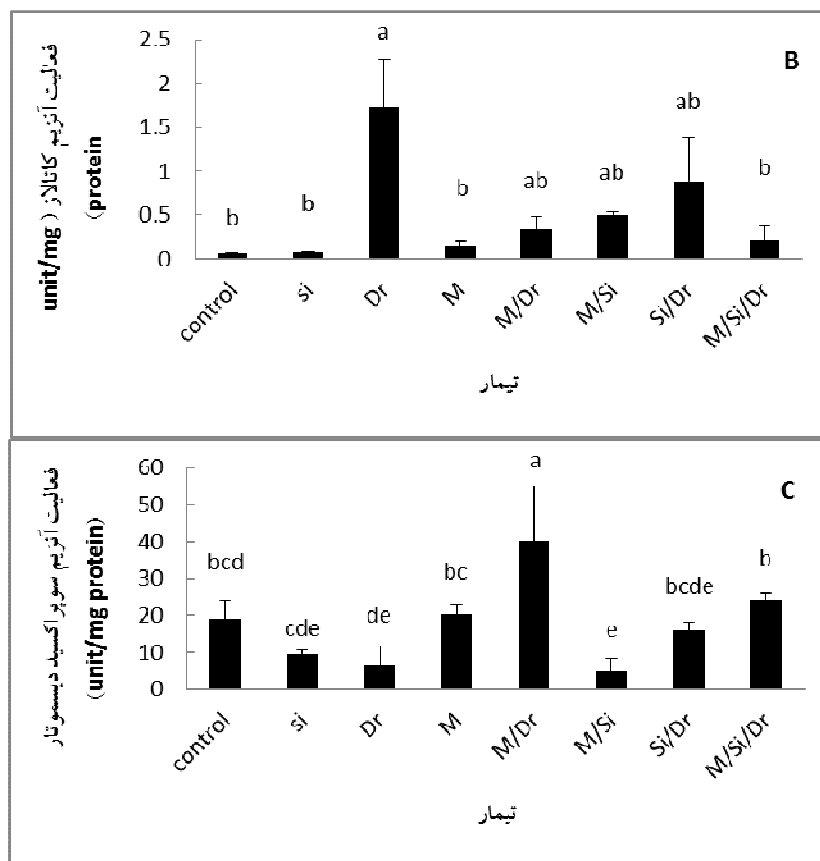 B
فعالیت آنزیم کاتالاز (unit/mg
protein)
2.5
2
1.5
1
0.5
0
b b a b ab ab ab b
control si Dr M M/Dr M/Si Si/Dr M/Si/Dr
تیمار
C
فعالیت آنزیم سوپراکسید دیسموتاز
(unit/mg protein)
60
50
40
30
20
10
0
bcd cde de bc a e bcde b
control si Dr M M/Dr M/Si Si/Dr M/Si/Dr
تیمار